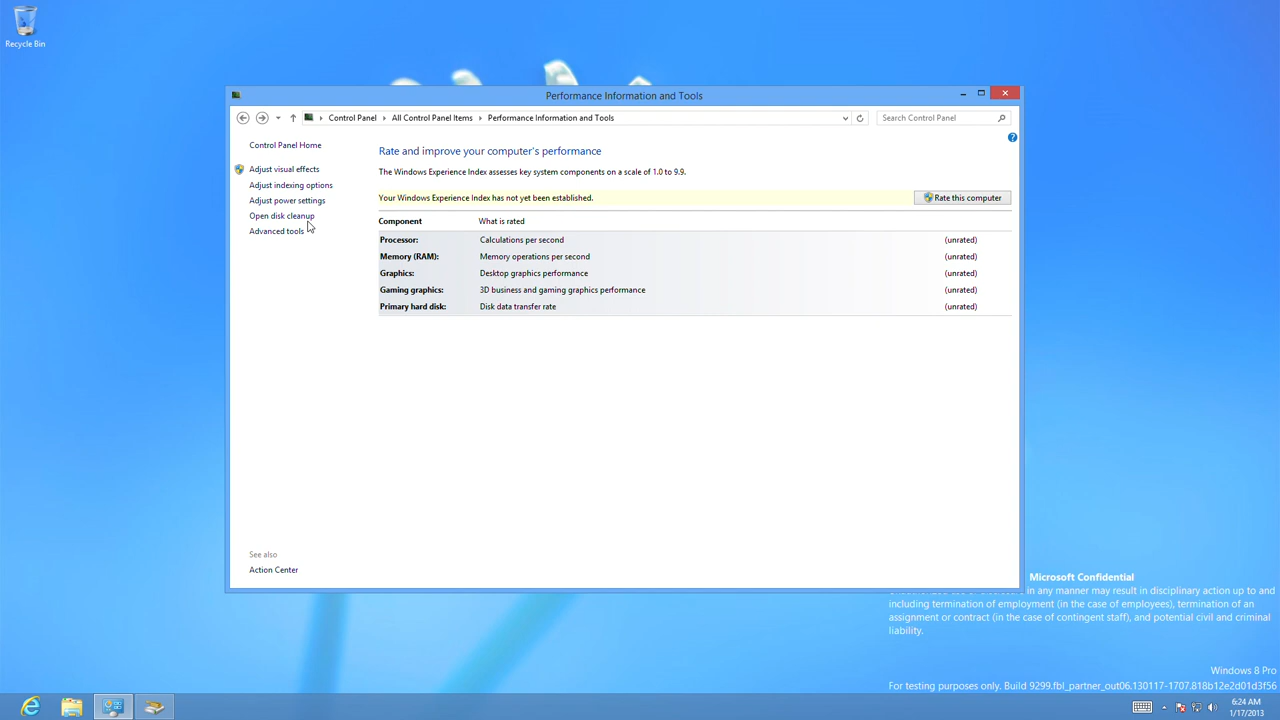 Recycle Bin
Performance Information and Tools
Control Panel
All Control Panel Items
Performance Information and Tools
Search Control Panel
Control Panel Home
Adjust visual effects
Adjust indexing options
Adjust power settings
Open disk cleanup
Advanced tools
Rate and improve your computer's performance
The Windows Experience Index assesses key system components on a scale of 1.0 to 9.9.
Your Windows Experience Index has not yet been established.
Rate this computer
Component What is rated
Processor: Calculations per second (unrated)
Memory (RAM): Memory operations per second (unrated)
Graphics: Desktop graphics performance (unrated)
Gaming graphics: 3D business and gaming graphics performance (unrated)
Primary hard disk: Disk data transfer rate (unrated)
See also
Action Center
Microsoft Confidential
in any manner may result in disciplinary action up to and
including termination of employment (in the case of employees), termination of an
assignment or contract (in the case of contingent staff), and potential civil and criminal
liability.
Windows 8 Pro
For testing purposes only. Build 9299.fbl_partner_out06.130117-1707.818b12e2d01d3f56
6:24 AM
1/17/2013